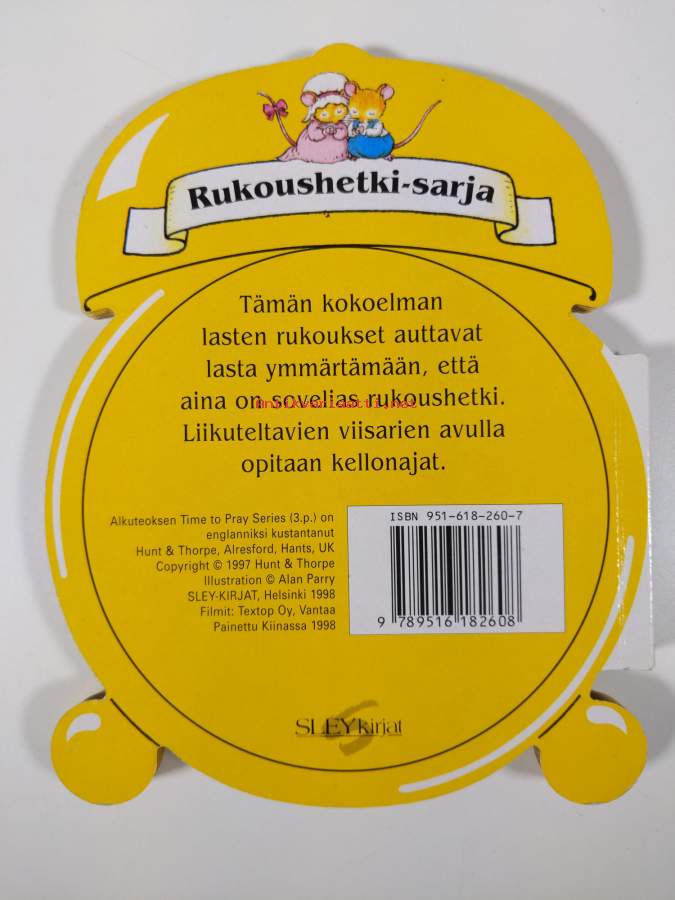 Rukoushetki-sarja
Tämän kokoelman
lasten rukoukset auttavat
lasta ymmärtämään, että
aina on sovelias rukoushetki.
antikvariaatti.net
Liikuteltavien viisarien avulla
opitaan kellonajat.
Alkuteoksen Time to Pray Series (3.p.) on
englanniksi kustantanut
Hunt & Thorpe, Alresford, Hants, UK
Copyright © 1997 Hunt & Thorpe
Illustration © Alan Parry
SLEY-KIRJAT, Helsinki 1998
Filmit: Textop Oy, Vantaa
Painettu Kiinassa 1998
ISBN 951-618-260-7
9 789516 182608
SLEYkirjat